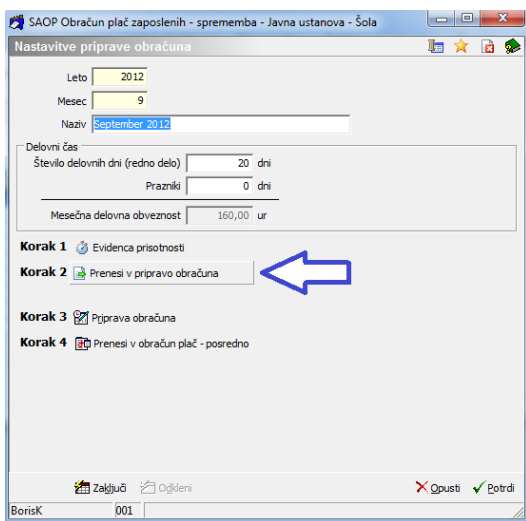 SAOP Obračun plač zaposlenih - sprememba - Javna ustanova - Šola
Nastavitve priprave obračuna
Leto 2012
Mesec 9
Naziv September 2012
Delovni čas
Število delovnih dni (redno delo) 20 dni
Prazniki 0 dni
Mesečna delovna obveznost 160,00 ur
Korak 1 Evidenca prisotnosti
Korak 2 Prenesi v pripravo obračuna
Korak 3 Priprava obračuna
Korak 4 Prenesi v obračun plač - posredno
Zaključi Odkleni Opusti Potrdi
BorisK 001